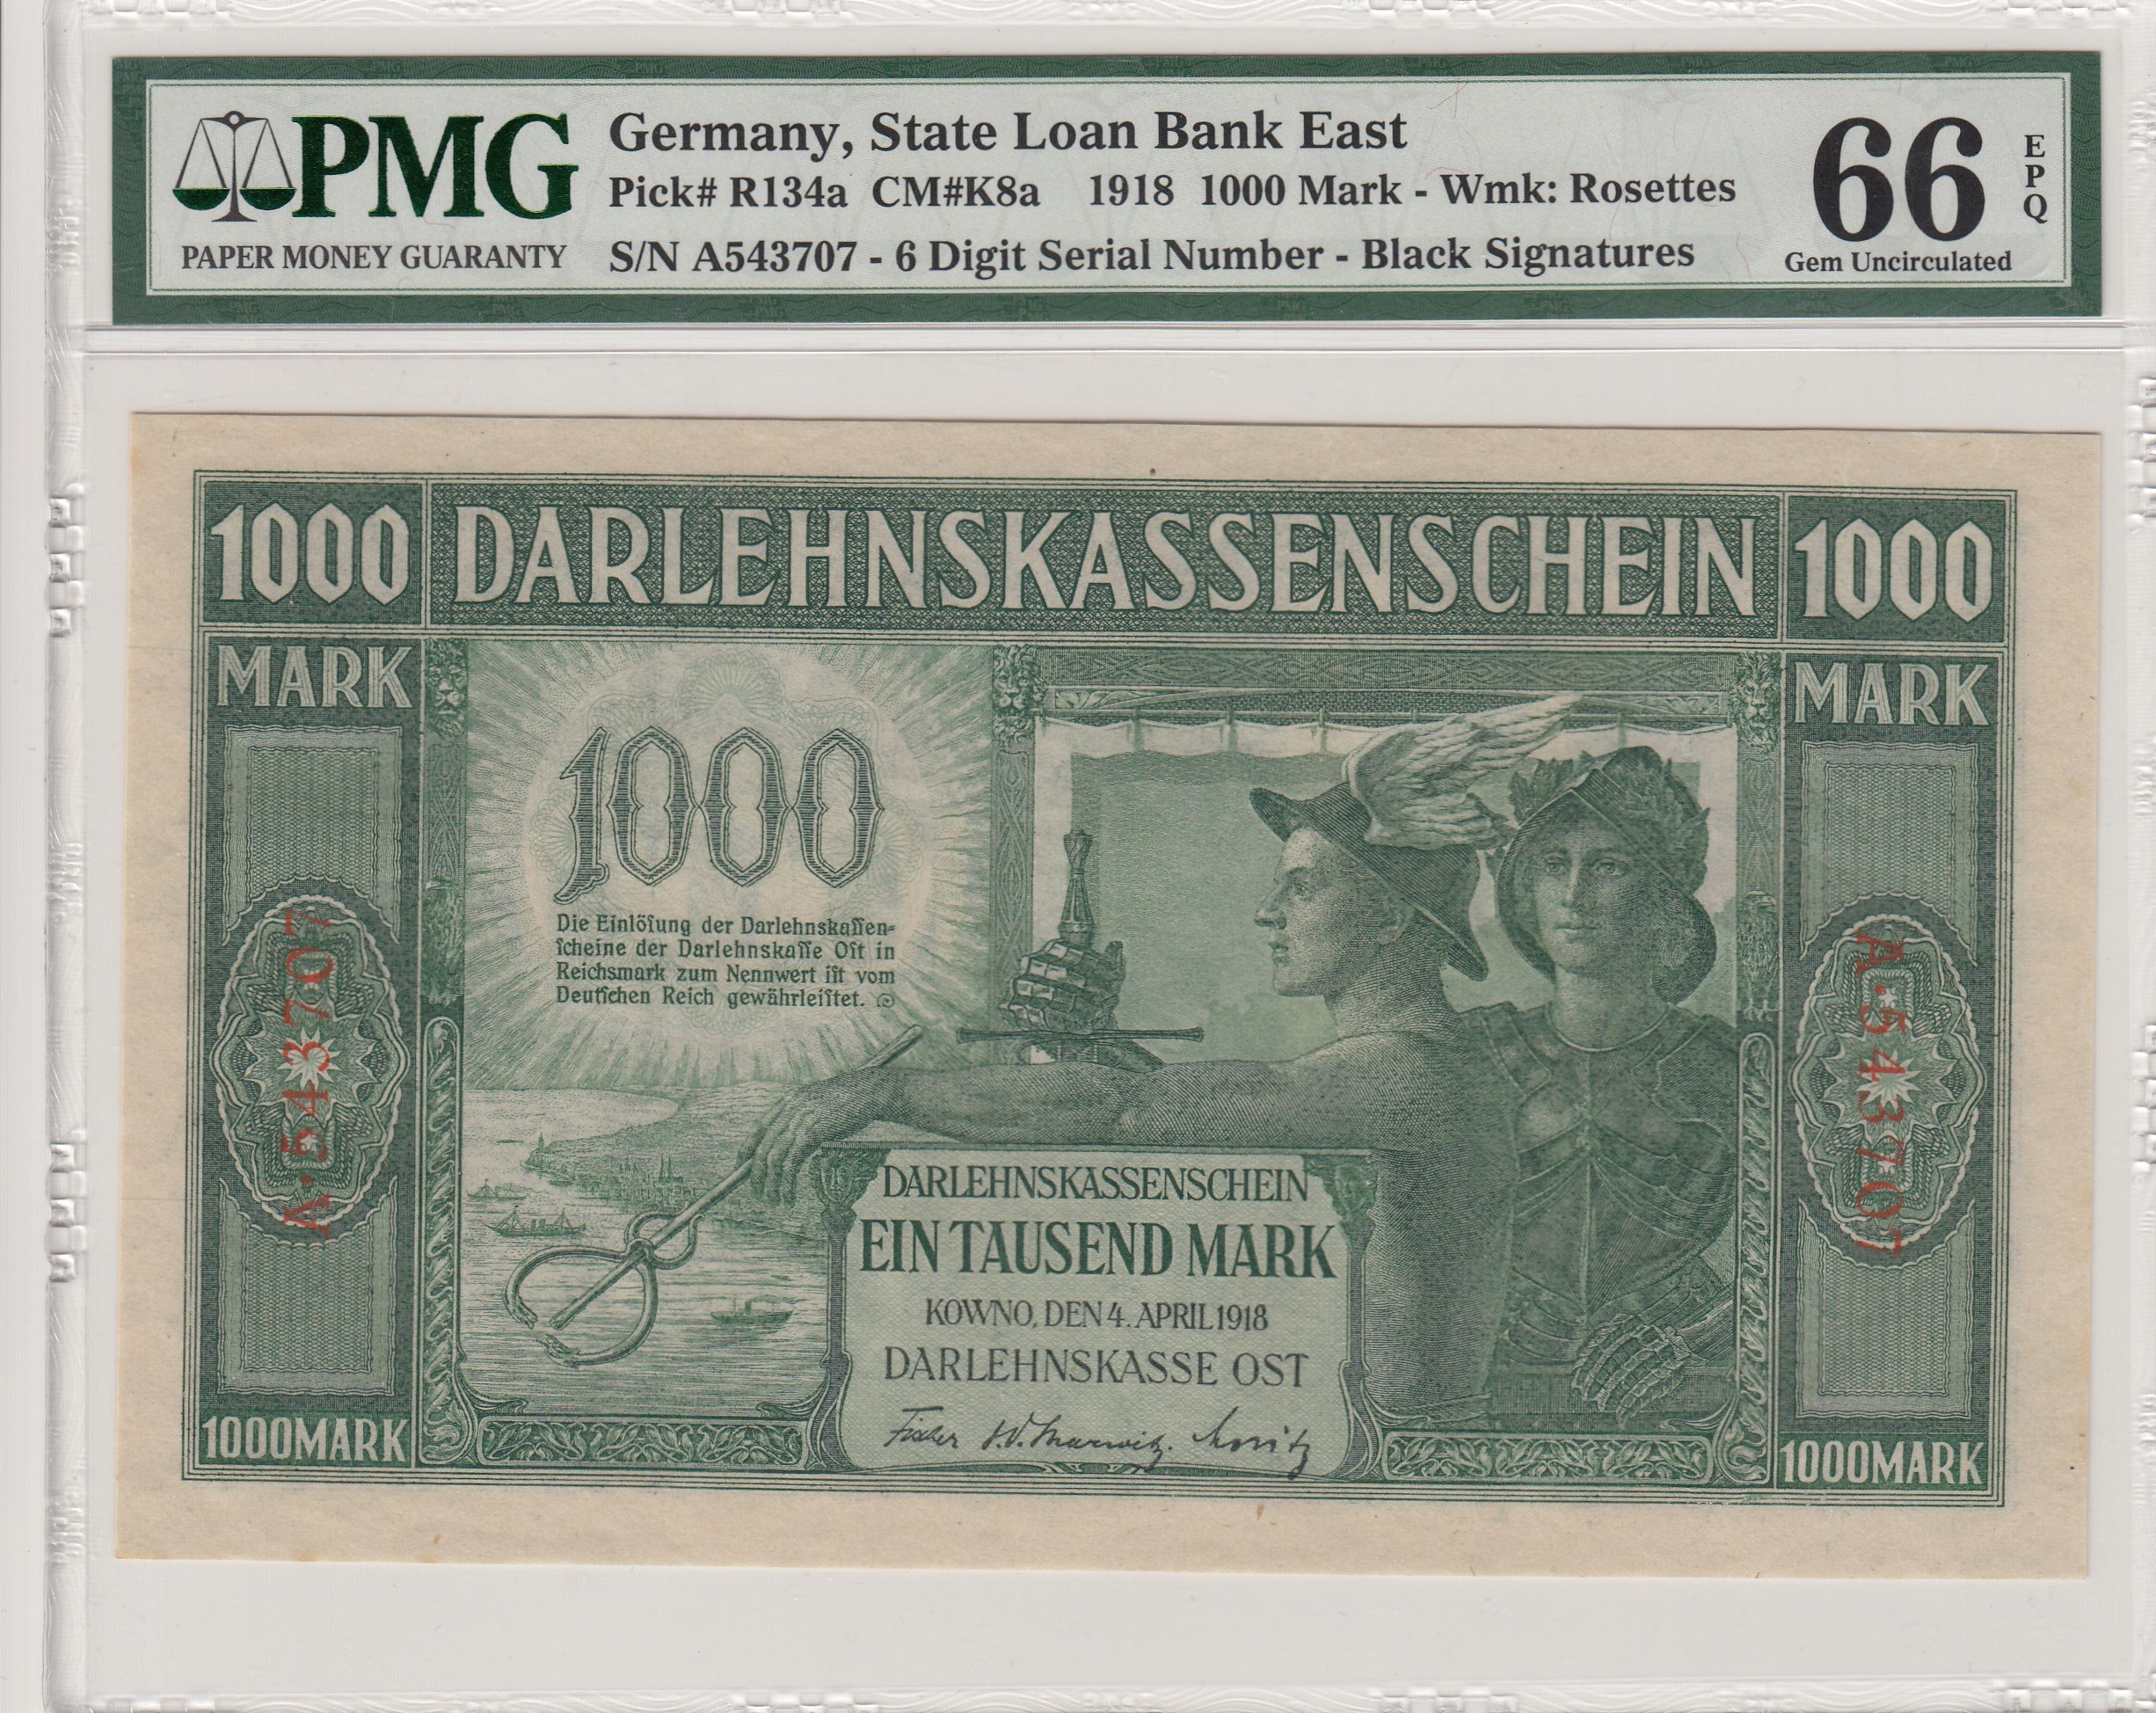 PMG
PAPER MONEY GUARANTY
Germany, State Loan Bank East
Pick# R134a CM#K8a 1918 1000 Mark - Wmk: Rosettes
S/N A543707 - 6 Digit Serial Number - Black Signatures
66
EPQ
Gem Uncirculated
1000 DARLEHNSKASSENSCHEIN 1000
MARK
MARK
1000
Die Einlöſung der Darlehnskaſſen-
ſcheine der Darlehnskaſſe Oſt in
Reichsmark zum Nennwert iſt vom
Deutſchen Reich gewährleiſtet.
A·543707
A·543707
DARLEHNSKASSENSCHEIN
EIN TAUSEND MARK
KOWNO, DEN 4. APRIL 1918
DARLEHNSKASSE OST
Fischer
1000MARK
1000MARK